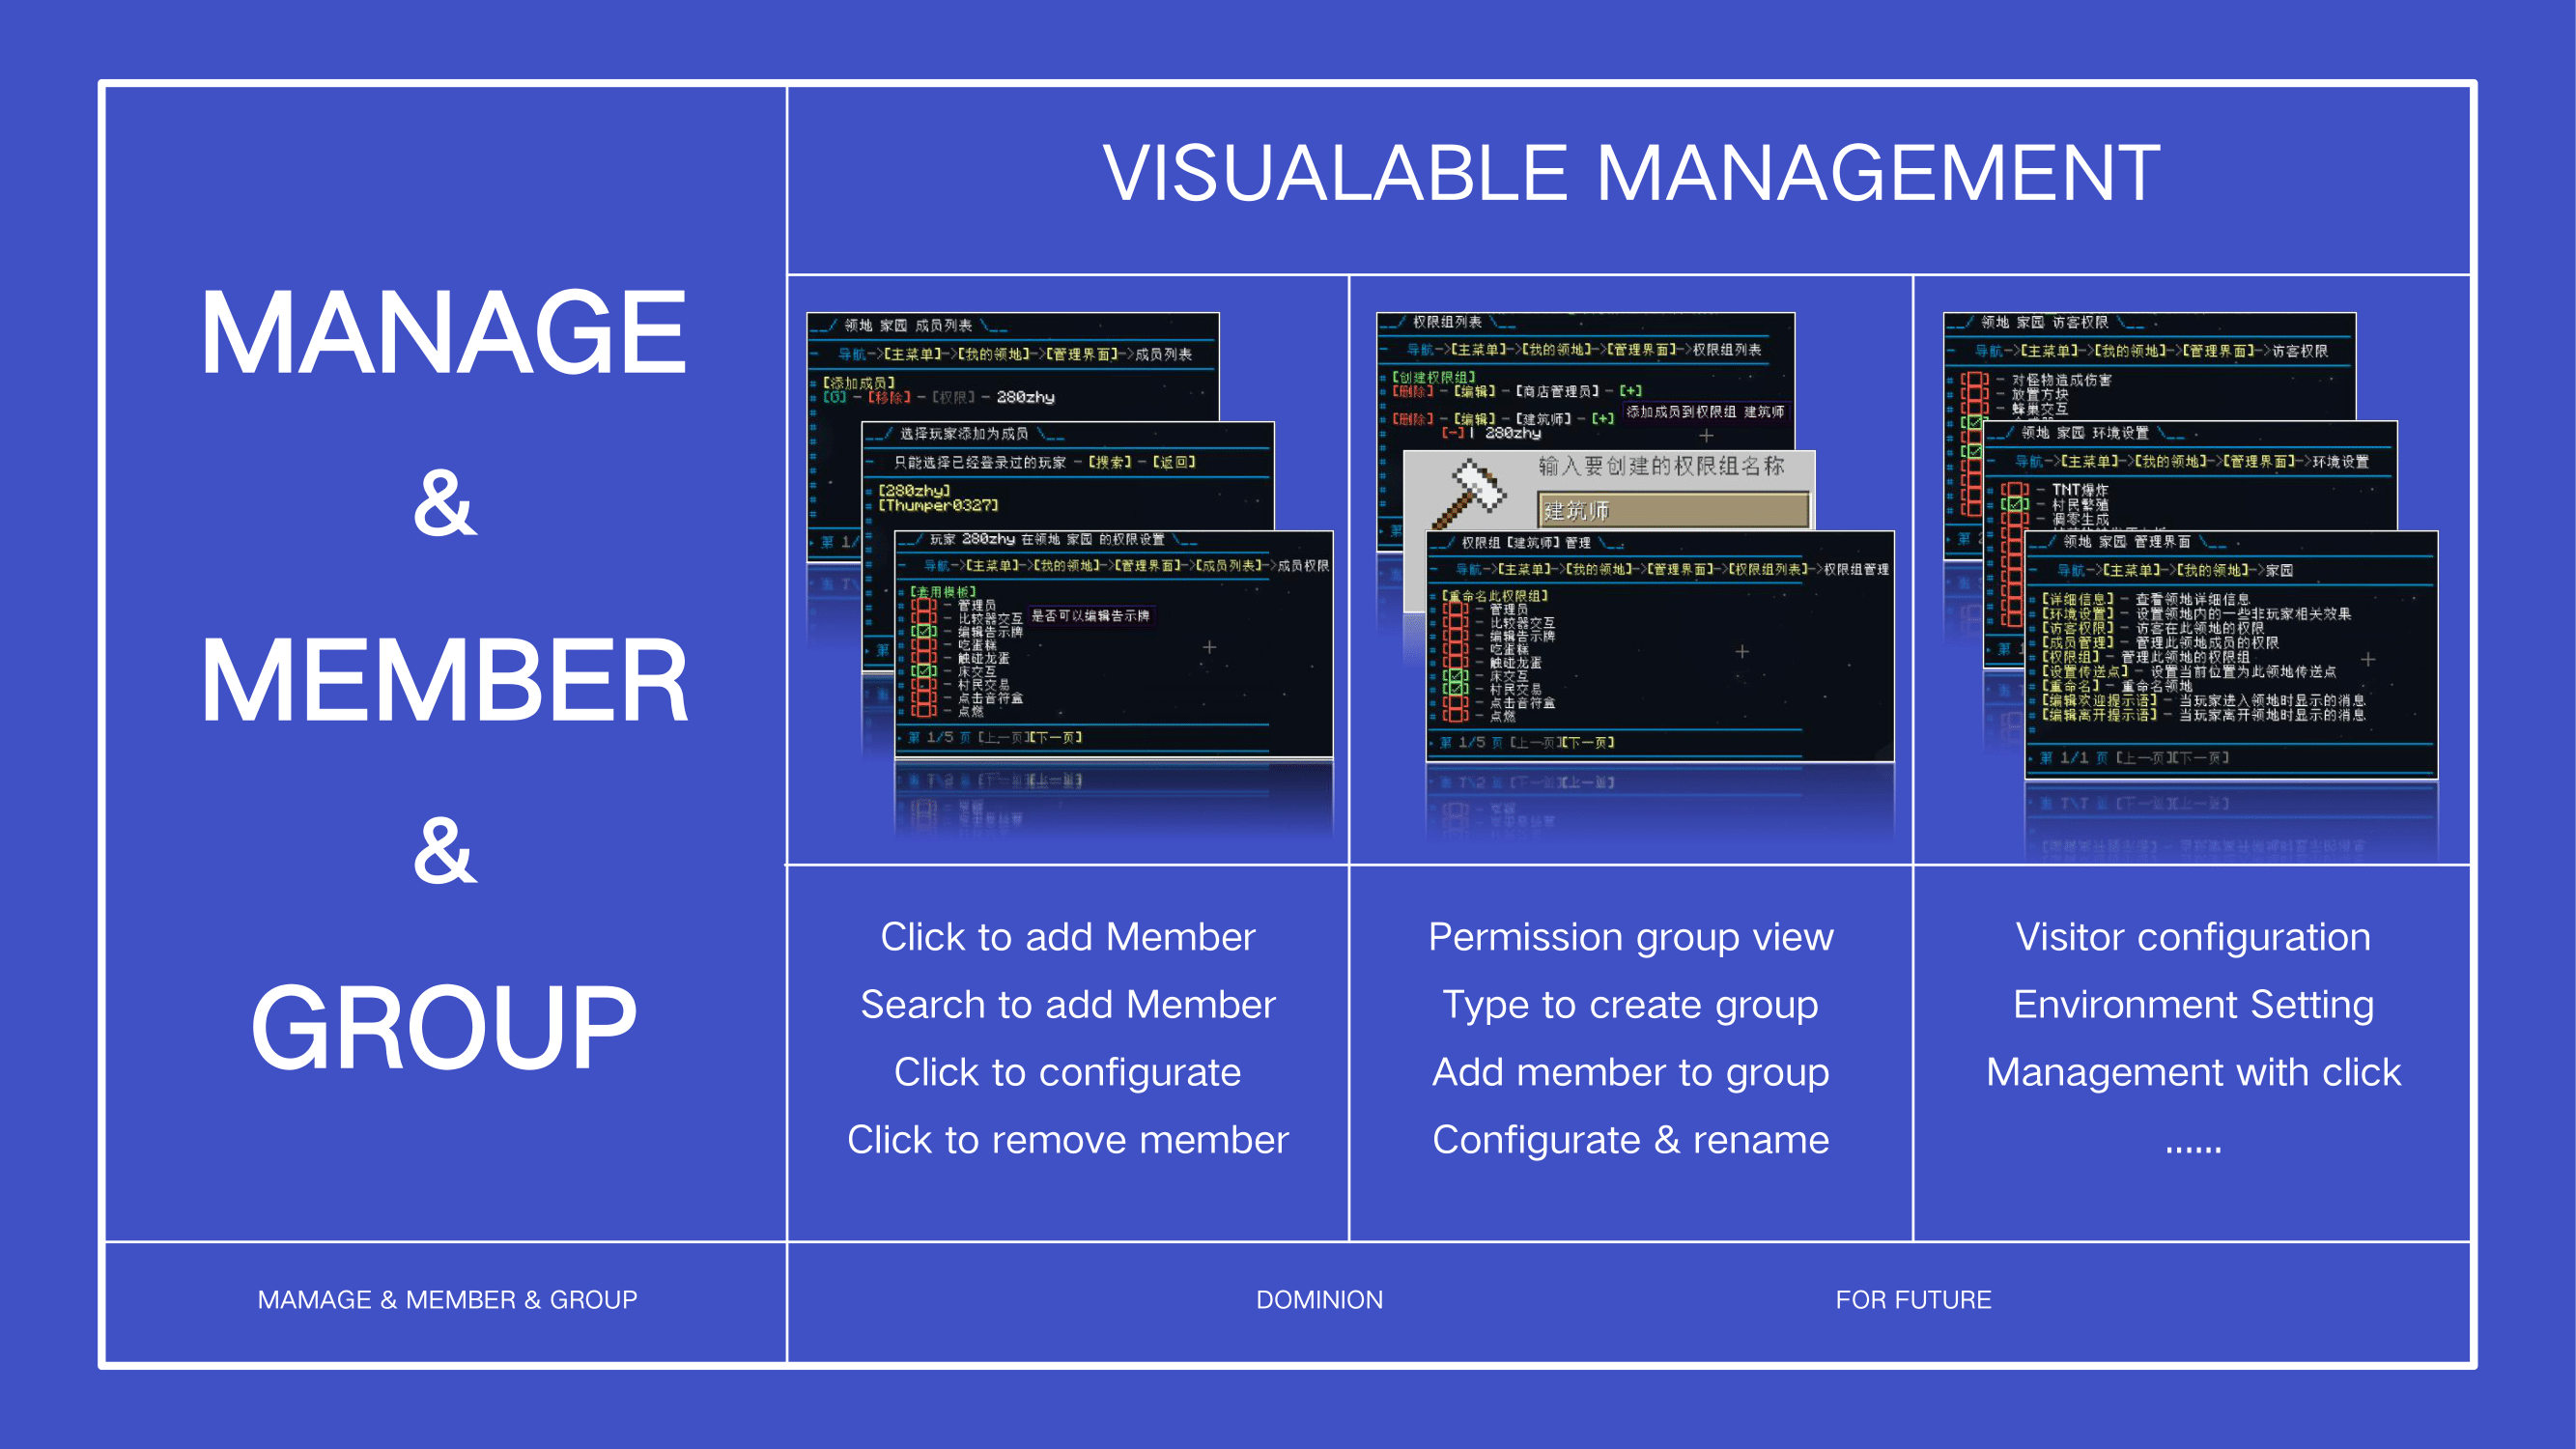 MANAGE
&
MEMBER
&
GROUP
VISUALABLE MANAGEMENT
__/ 领地 家园 成员列表 \__
导航->[主菜单]->[我的领地]->[管理界面]->成员列表
[添加成员]
[G] - [移除] - [权限] - 280zhy
第 1/
__/ 选择玩家添加为成员 \__
只能选择已经登录过的玩家 - [搜索] - [返回]
[280zhy]
[Thumper0327]
第
__/ 玩家 280zhy 在领地 家园 的权限设置 \__
导航->[主菜单]->[我的领地]->[管理界面]->[成员列表]->成员权限
[套用模板]
- 管理员
- 比较器交互
是否可以编辑告示牌
- 编辑告示牌
- 吃蛋糕
- 触碰龙蛋
- 床交互
- 村民交易
- 点击音符盒
- 点燃
第 1/5 页 [上一页][下一页]
__/ 权限组列表 \__
导航->[主菜单]->[我的领地]->[管理界面]->权限组列表
[创建权限组]
[删除] - [编辑] - [商店管理员] - [+]
添加成员到权限组 建筑师
[删除] - [编辑] - [建筑师] - [+]
[-] | 280zhy
第
输入要创建的权限组名称
建筑师
__/ 权限组 [建筑师] 管理 \__
导航->[主菜单]->[我的领地]->[管理界面]->[权限组列表]->权限组管理
[重命名此权限组]
- 管理员
- 比较器交互
- 编辑告示牌
- 吃蛋糕
- 触碰龙蛋
- 床交互
- 村民交易
- 点击音符盒
- 点燃
第 1/5 页 [上一页][下一页]
__/ 领地 家园 访客权限 \__
导航->[主菜单]->[我的领地]->[管理界面]->访客权限
- 对怪物造成伤害
- 放置方块
- 蜂巢交互
第 2
__/ 领地 家园 环境设置 \__
导航->[主菜单]->[我的领地]->[管理界面]->环境设置
- TNT爆炸
- 村民繁殖
- 凋零生成
第 1
__/ 领地 家园 管理界面 \__
导航->[主菜单]->[我的领地]->家园
[详细信息] - 查看领地详细信息
[环境设置] - 设置领地内的一些非玩家相关效果
[访客权限] - 访客在此领地的权限
[成员管理] - 管理此领地成员的权限
[权限组] - 管理此领地的权限组
[设置传送点] - 设置当前位置为此领地传送点
[重命名] - 重命名领地
[编辑欢迎提示语] - 当玩家进入领地时显示的消息
[编辑离开提示语] - 当玩家离开领地时显示的消息
第 1/1 页 [上一页][下一页]
Click to add Member
Search to add Member
Click to configurate
Click to remove member
Permission group view
Type to create group
Add member to group
Configurate & rename
Visitor configuration
Environment Setting
Management with click
......
MAMAGE & MEMBER & GROUP
DOMINION
FOR FUTURE